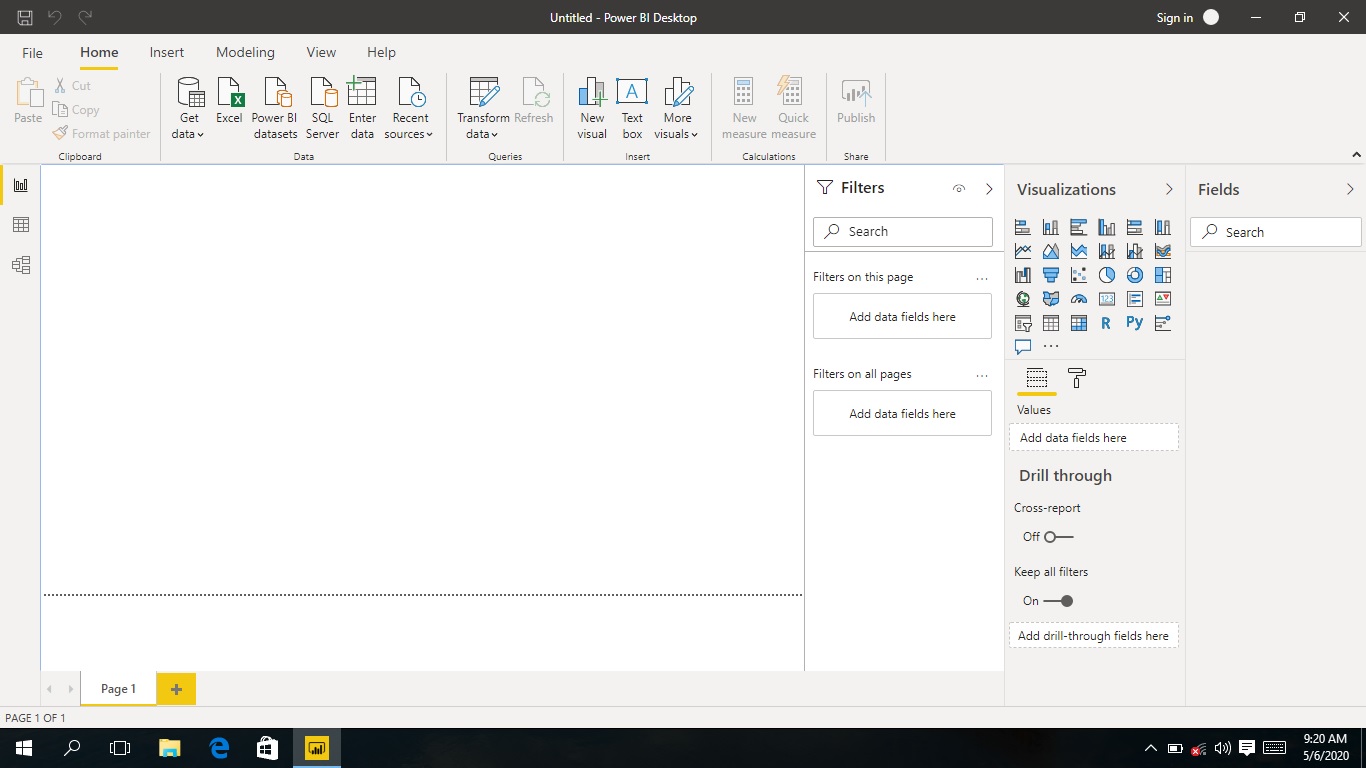 Untitled - Power BI Desktop
Sign in
File Home Insert Modeling View Help
Paste
Cut
Copy
Format painter
Clipboard
Get data
Excel
Power BI datasets
SQL Server
Enter data
Recent sources
Data
Transform data
Refresh
Queries
New visual
Text box
More visuals
Insert
New measure
Quick measure
Calculations
Publish
Share
Filters
Search
Filters on this page
...
Add data fields here
Filters on all pages
...
Add data fields here
Visualizations
123
R
Py
...
Values
Add data fields here
Drill through
Cross-report
Off
Keep all filters
On
Add drill-through fields here
Fields
Search
Page 1
+
PAGE 1 OF 1
9:20 AM
5/6/2020